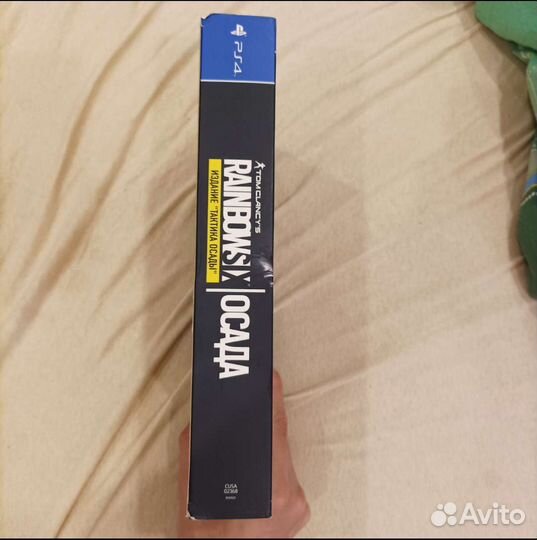 PS4
TOM CLANCY'S
RAINBOW SIX | ОСАДА
ИЗДАНИЕ "ТАКТИКА ОСАДЫ"
CUSA
02368
Avito